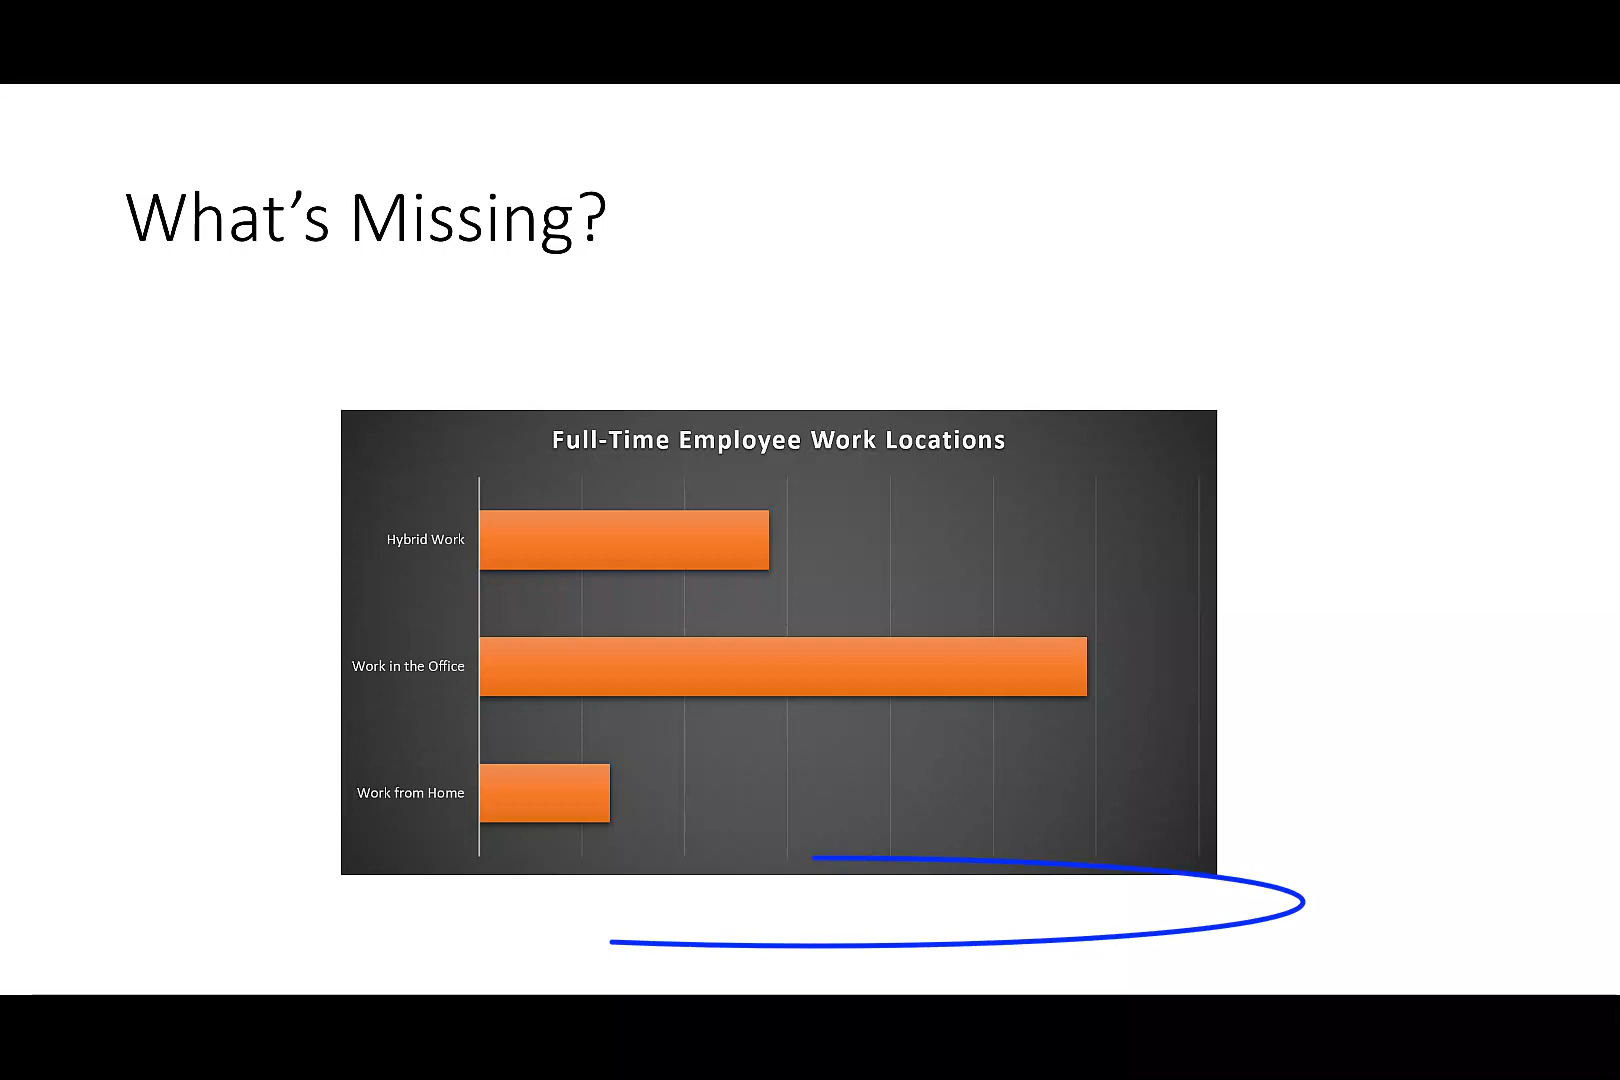 What’s Missing?
Full-Time Employee Work Locations
Hybrid Work
Work in the Office
Work from Home